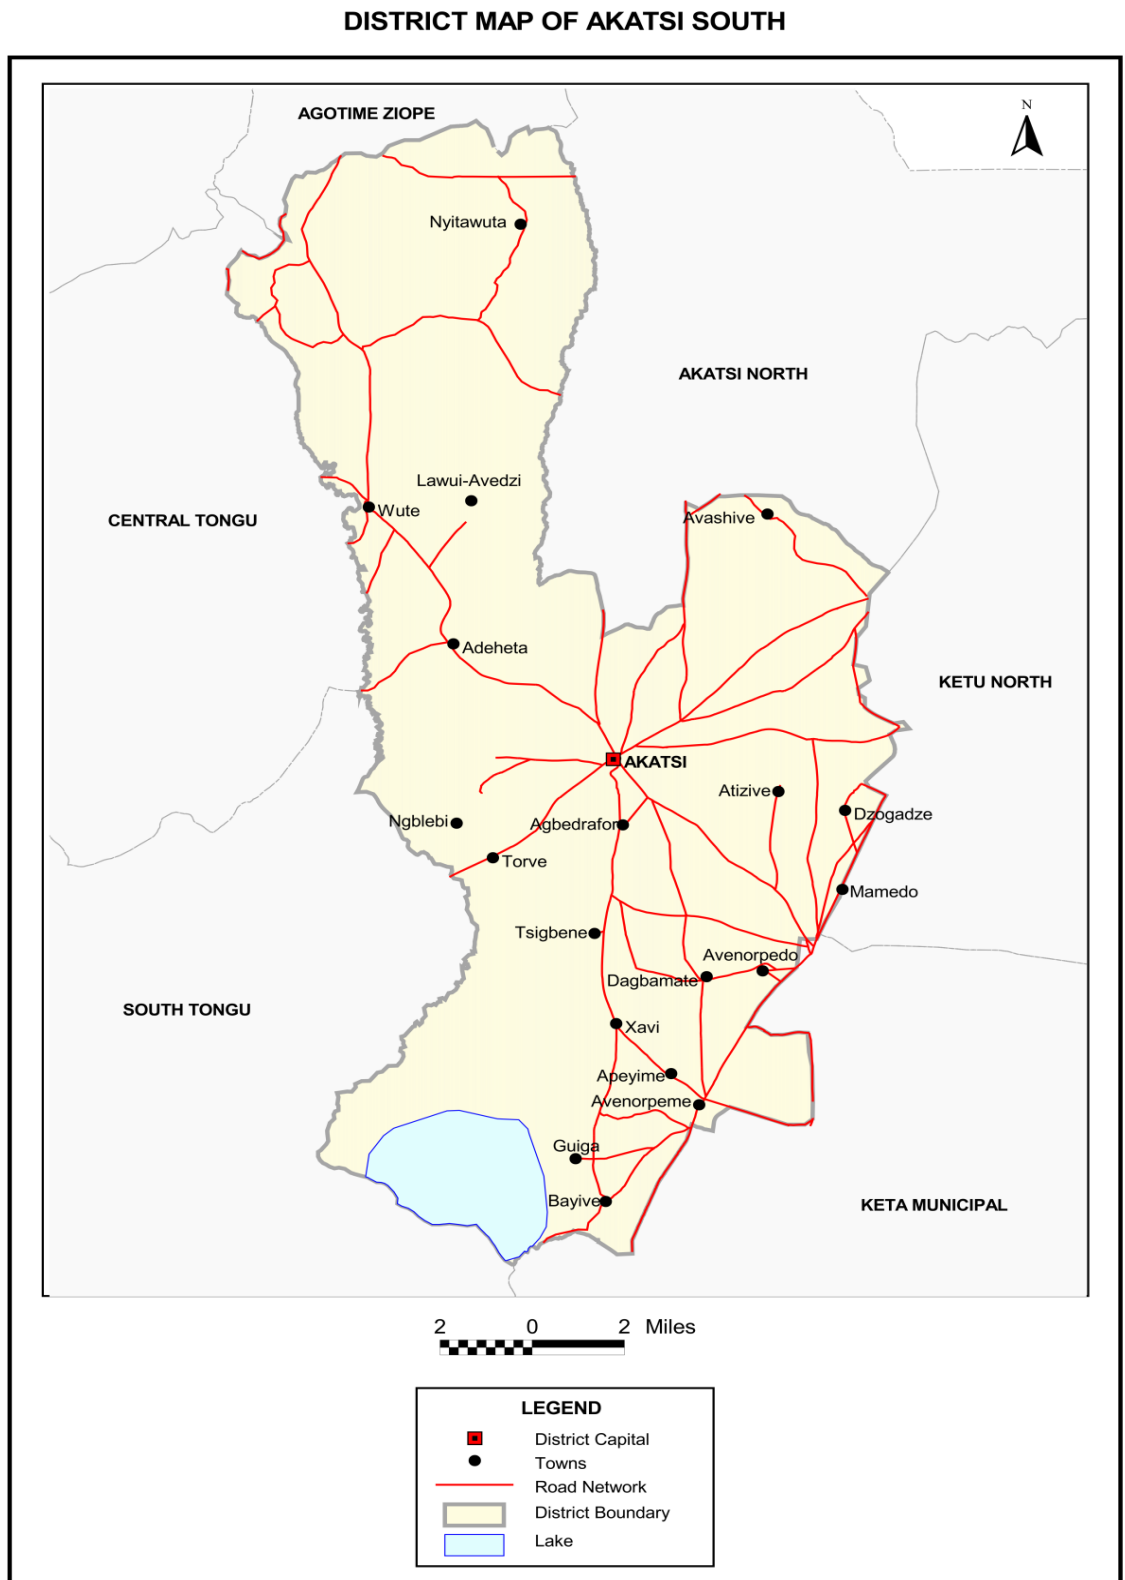 DISTRICT MAP OF AKATSI SOUTH
AGOTIME ZIOPE
N
Nyitawuta
AKATSI NORTH
Lawui-Avedzi
Wute
CENTRAL TONGU
Avashive
Adeheta
KETU NORTH
AKATSI
Atizive
Dzogadze
Ngblebi
Agbedrafor
Torve
Mamedo
Tsigbene
Avenorpedo
Dagbamate
SOUTH TONGU
Xavi
Apeyime
Avenorpeme
Guiga
Bayive
KETA MUNICIPAL
2 0 2 Miles
LEGEND
District Capital
Towns
Road Network
District Boundary
Lake